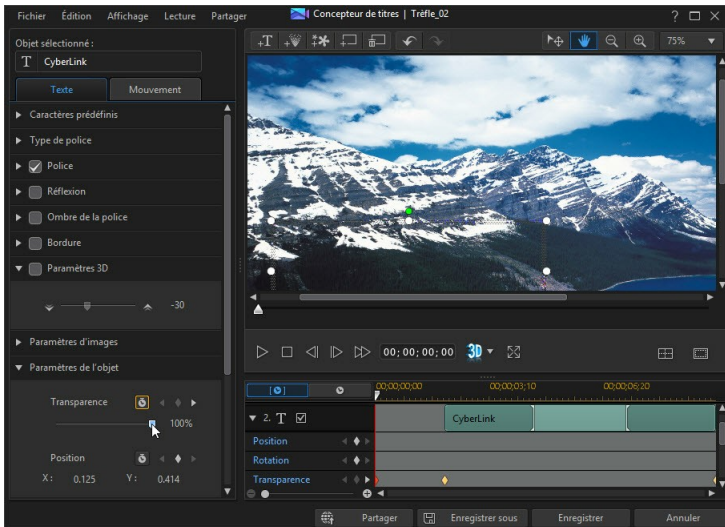 Fichier Édition Affichage Lecture Partager Concepteur de titres | Trèfle_02
Objet sélectionné :
T CyberLink
75%
Texte Mouvement
Caractères prédéfinis
Type de police
Police
Réflexion
Ombre de la police
Bordure
Paramètres 3D
-30
Paramètres d'images
Paramètres de l'objet
Transparence
100%
Position
X : 0.125 Y : 0.414
00; 00; 00; 00 3D
00;00;00;00 00;00;03;10 00;00;06;20
2. T CyberLink
Position
Rotation
Transparence
Partager Enregistrer sous Enregistrer Annuler